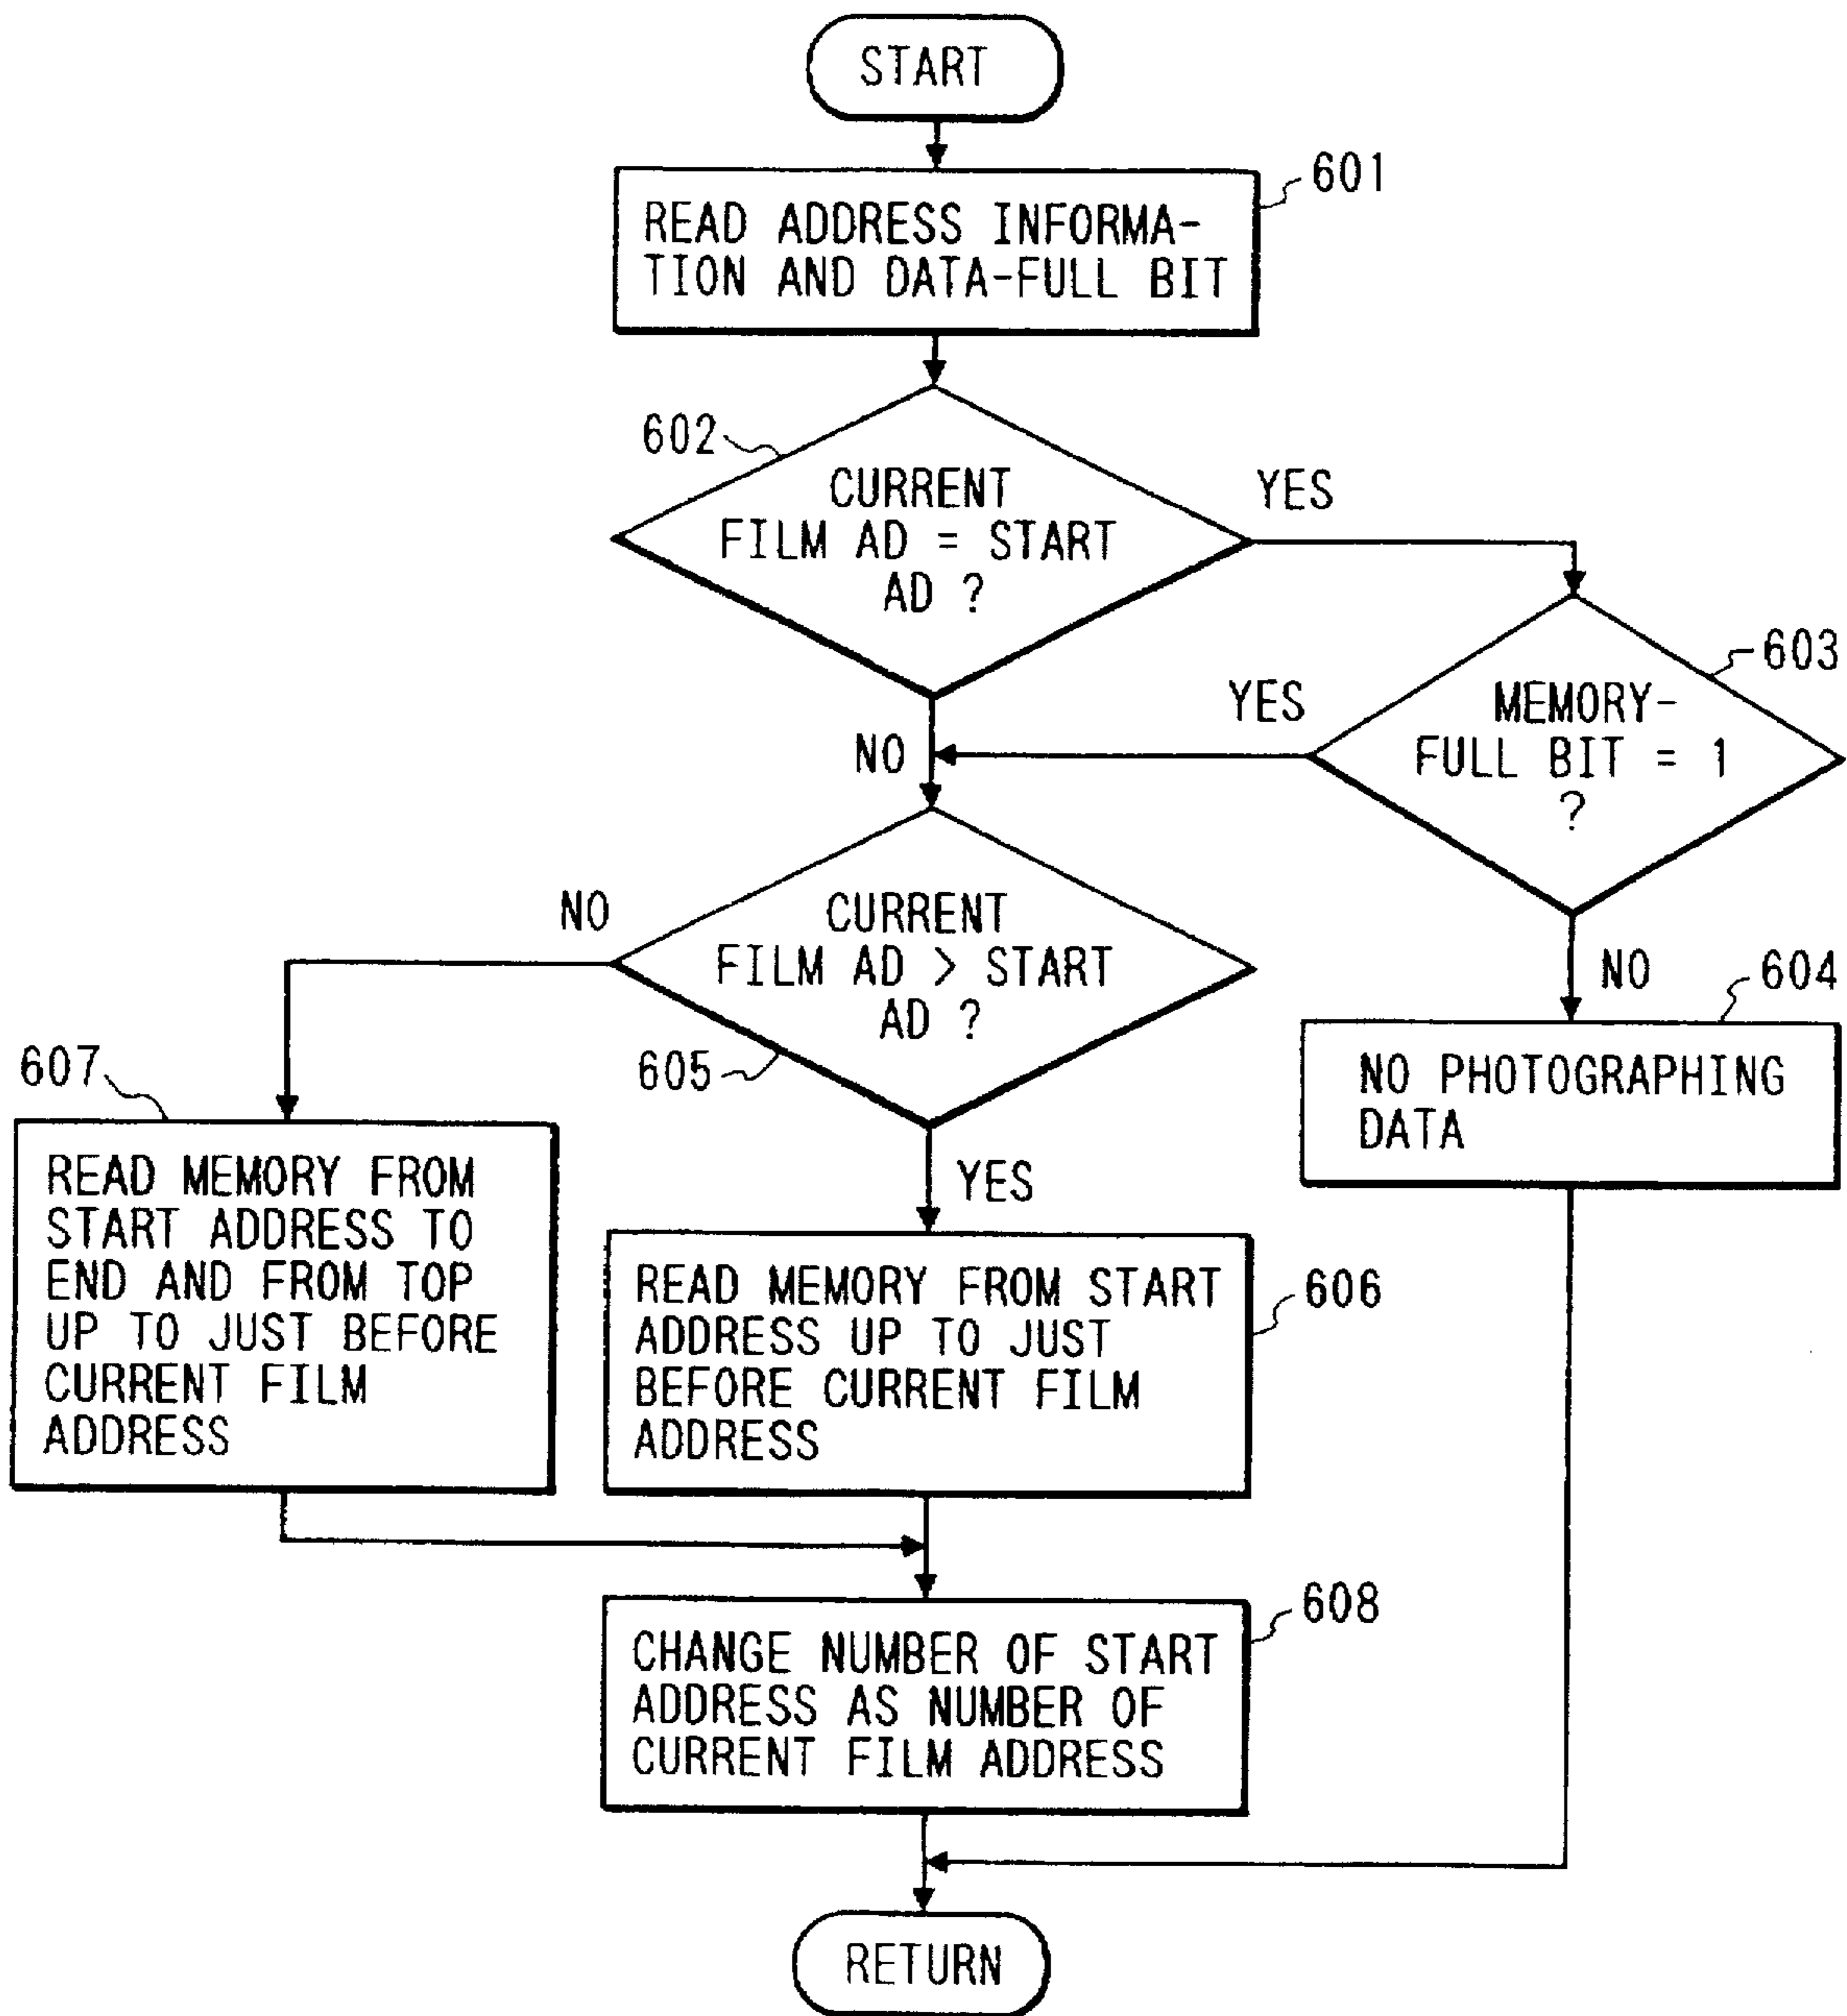 START
601
READ ADDRESS INFORMA-
TION AND DATA-FULL BIT
602
CURRENT
FILM AD = START
AD ?
YES
603
MEMORY-
FULL BIT = 1
?
YES
NO
NO
604
NO PHOTOGRAPHING
DATA
CURRENT
FILM AD > START
AD ?
605
NO
YES
607
READ MEMORY FROM
START ADDRESS TO
END AND FROM TOP
UP TO JUST BEFORE
CURRENT FILM
ADDRESS
606
READ MEMORY FROM START
ADDRESS UP TO JUST
BEFORE CURRENT FILM
ADDRESS
608
CHANGE NUMBER OF START
ADDRESS AS NUMBER OF
CURRENT FILM ADDRESS
RETURN